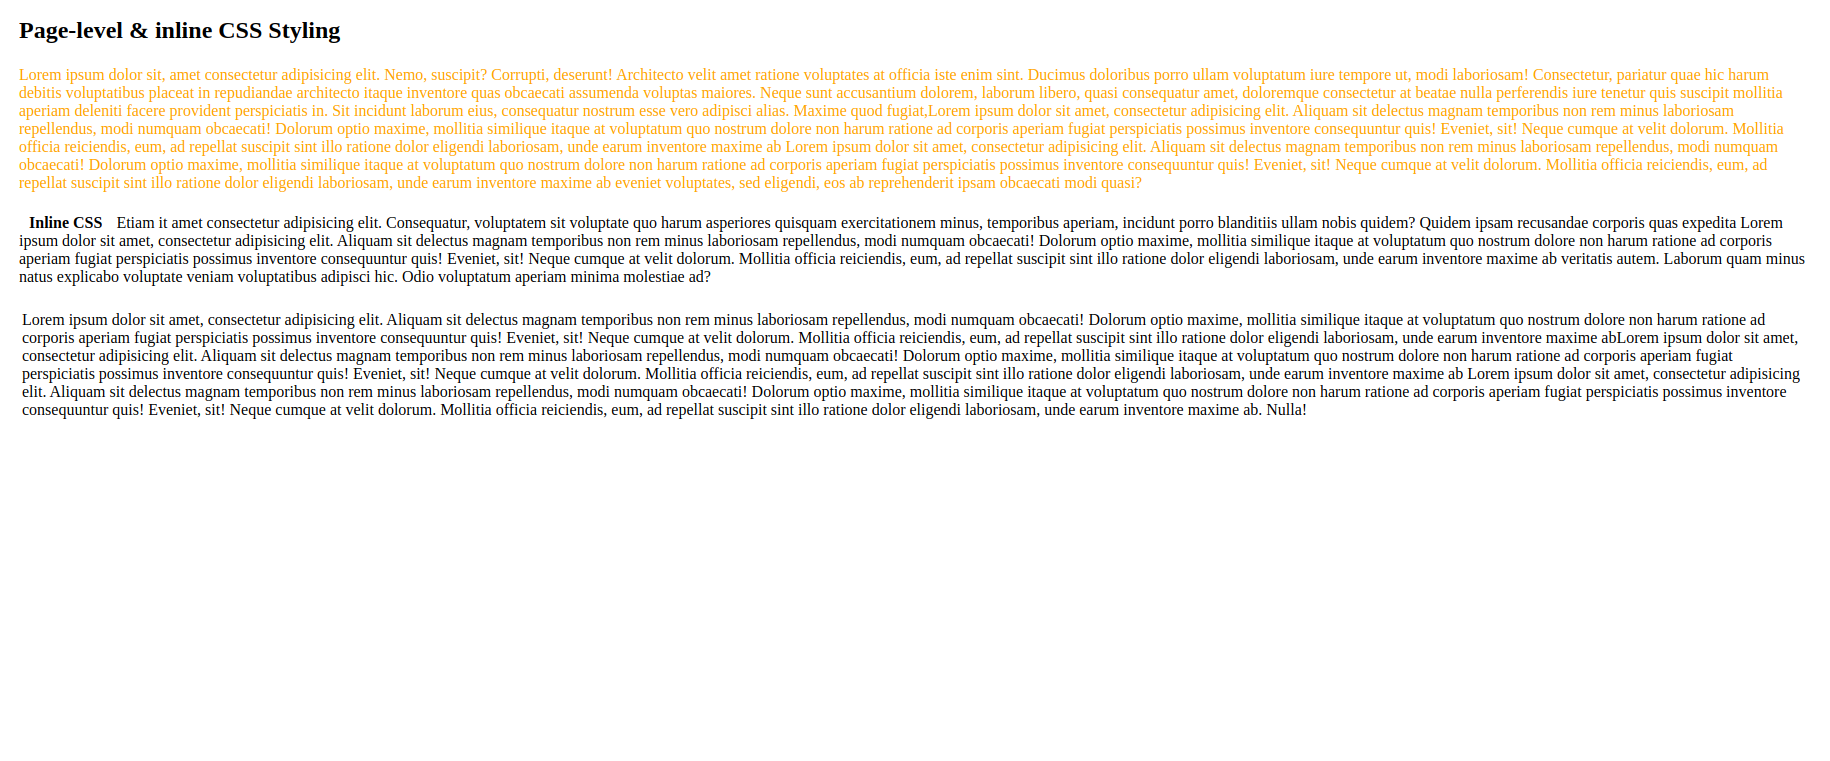 Page-level & inline CSS Styling
Lorem ipsum dolor sit, amet consectetur adipisicing elit. Nemo, suscipit? Corrupti, deserunt! Architecto velit amet ratione voluptates at officia iste enim sint. Ducimus doloribus porro ullam voluptatum iure tempore ut, modi laboriosam! Consectetur, pariatur quae hic harum
debitis voluptatibus placeat in repudiandae architecto itaque inventore quas obcaecati assumenda voluptas maiores. Neque sunt accusantium dolorem, laborum libero, quasi consequatur amet, doloremque consectetur at beatae nulla perferendis iure tenetur quis suscipit mollitia
aperiam deleniti facere provident perspiciatis in. Sit incidunt laborum eius, consequatur nostrum esse vero adipisci alias. Maxime quod fugiat,Lorem ipsum dolor sit amet, consectetur adipisicing elit. Aliquam sit delectus magnam temporibus non rem minus laboriosam
repellendus, modi numquam obcaecati! Dolorum optio maxime, mollitia similique itaque at voluptatum quo nostrum dolore non harum ratione ad corporis aperiam fugiat perspiciatis possimus inventore consequuntur quis! Eveniet, sit! Neque cumque at velit dolorum. Mollitia
officia reiciendis, eum, ad repellat suscipit sint illo ratione dolor eligendi laboriosam, unde earum inventore maxime ab Lorem ipsum dolor sit amet, consectetur adipisicing elit. Aliquam sit delectus magnam temporibus non rem minus laboriosam repellendus, modi numquam
obcaecati! Dolorum optio maxime, mollitia similique itaque at voluptatum quo nostrum dolore non harum ratione ad corporis aperiam fugiat perspiciatis possimus inventore consequuntur quis! Eveniet, sit! Neque cumque at velit dolorum. Mollitia officia reiciendis, eum, ad
repellat suscipit sint illo ratione dolor eligendi laboriosam, unde earum inventore maxime ab eveniet voluptates, sed eligendi, eos ab reprehenderit ipsam obcaecati modi quasi?
Inline CSS Etiam it amet consectetur adipisicing elit. Consequatur, voluptatem sit voluptate quo harum asperiores quisquam exercitationem minus, temporibus aperiam, incidunt porro blanditiis ullam nobis quidem? Quidem ipsam recusandae corporis quas expedita Lorem
ipsum dolor sit amet, consectetur adipisicing elit. Aliquam sit delectus magnam temporibus non rem minus laboriosam repellendus, modi numquam obcaecati! Dolorum optio maxime, mollitia similique itaque at voluptatum quo nostrum dolore non harum ratione ad corporis
aperiam fugiat perspiciatis possimus inventore consequuntur quis! Eveniet, sit! Neque cumque at velit dolorum. Mollitia officia reiciendis, eum, ad repellat suscipit sint illo ratione dolor eligendi laboriosam, unde earum inventore maxime ab veritatis autem. Laborum quam minus
natus explicabo voluptate veniam voluptatibus adipisci hic. Odio voluptatum aperiam minima molestiae ad?
Lorem ipsum dolor sit amet, consectetur adipisicing elit. Aliquam sit delectus magnam temporibus non rem minus laboriosam repellendus, modi numquam obcaecati! Dolorum optio maxime, mollitia similique itaque at voluptatum quo nostrum dolore non harum ratione ad
corporis aperiam fugiat perspiciatis possimus inventore consequuntur quis! Eveniet, sit! Neque cumque at velit dolorum. Mollitia officia reiciendis, eum, ad repellat suscipit sint illo ratione dolor eligendi laboriosam, unde earum inventore maxime abLorem ipsum dolor sit amet,
consectetur adipisicing elit. Aliquam sit delectus magnam temporibus non rem minus laboriosam repellendus, modi numquam obcaecati! Dolorum optio maxime, mollitia similique itaque at voluptatum quo nostrum dolore non harum ratione ad corporis aperiam fugiat
perspiciatis possimus inventore consequuntur quis! Eveniet, sit! Neque cumque at velit dolorum. Mollitia officia reiciendis, eum, ad repellat suscipit sint illo ratione dolor eligendi laboriosam, unde earum inventore maxime ab Lorem ipsum dolor sit amet, consectetur adipisicing
elit. Aliquam sit delectus magnam temporibus non rem minus laboriosam repellendus, modi numquam obcaecati! Dolorum optio maxime, mollitia similique itaque at voluptatum quo nostrum dolore non harum ratione ad corporis aperiam fugiat perspiciatis possimus inventore
consequuntur quis! Eveniet, sit! Neque cumque at velit dolorum. Mollitia officia reiciendis, eum, ad repellat suscipit sint illo ratione dolor eligendi laboriosam, unde earum inventore maxime ab. Nulla!